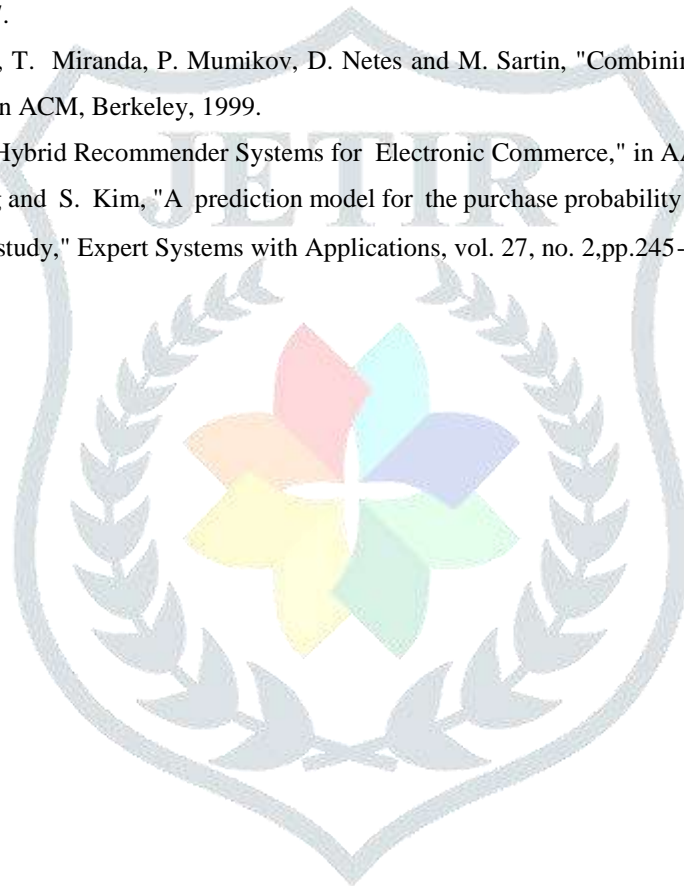 , T. Miranda, P. Mumikov, D. Netes and M. Sartin, "Combinin
n ACM, Berkeley, 1999.
Hybrid Recommender Systems for Electronic Commerce," in AA
g and S. Kim, "A prediction model for the purchase probability
study," Expert Systems with Applications, vol. 27, no. 2,pp.245-
JETIR